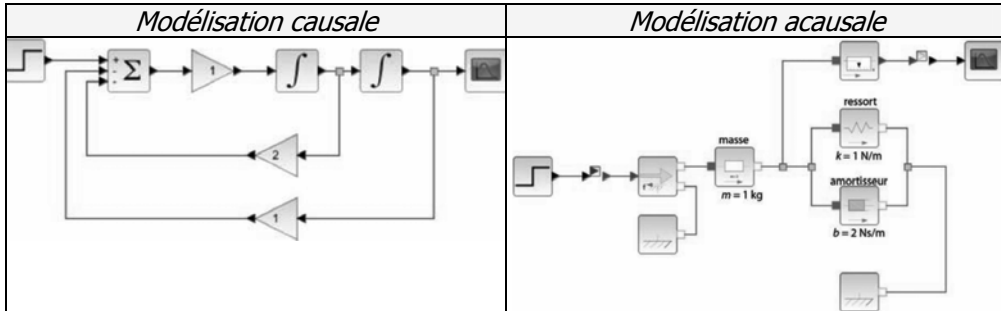 Modélisation causale
Modélisation acausale
+
-
-
Σ
1
∫
∫
2
1
ressort
k = 1 N/m
masse
m = 1 kg
amortisseur
b = 2 Ns/m